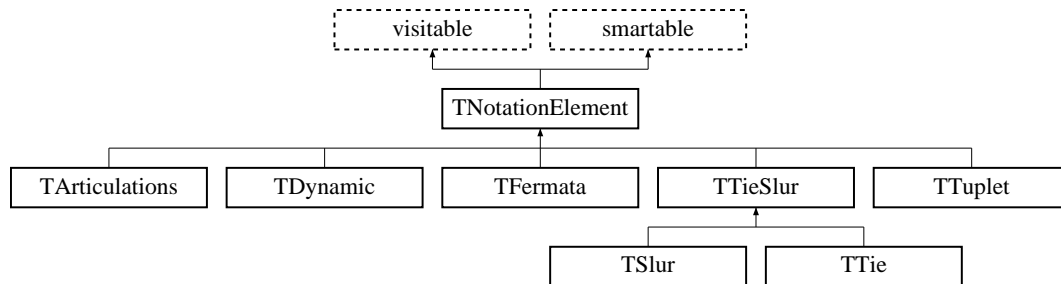 visitable smartable
TNotationElement
TArticulations TDynamic TFermata TTieSlur TTuplet
TSlur TTie